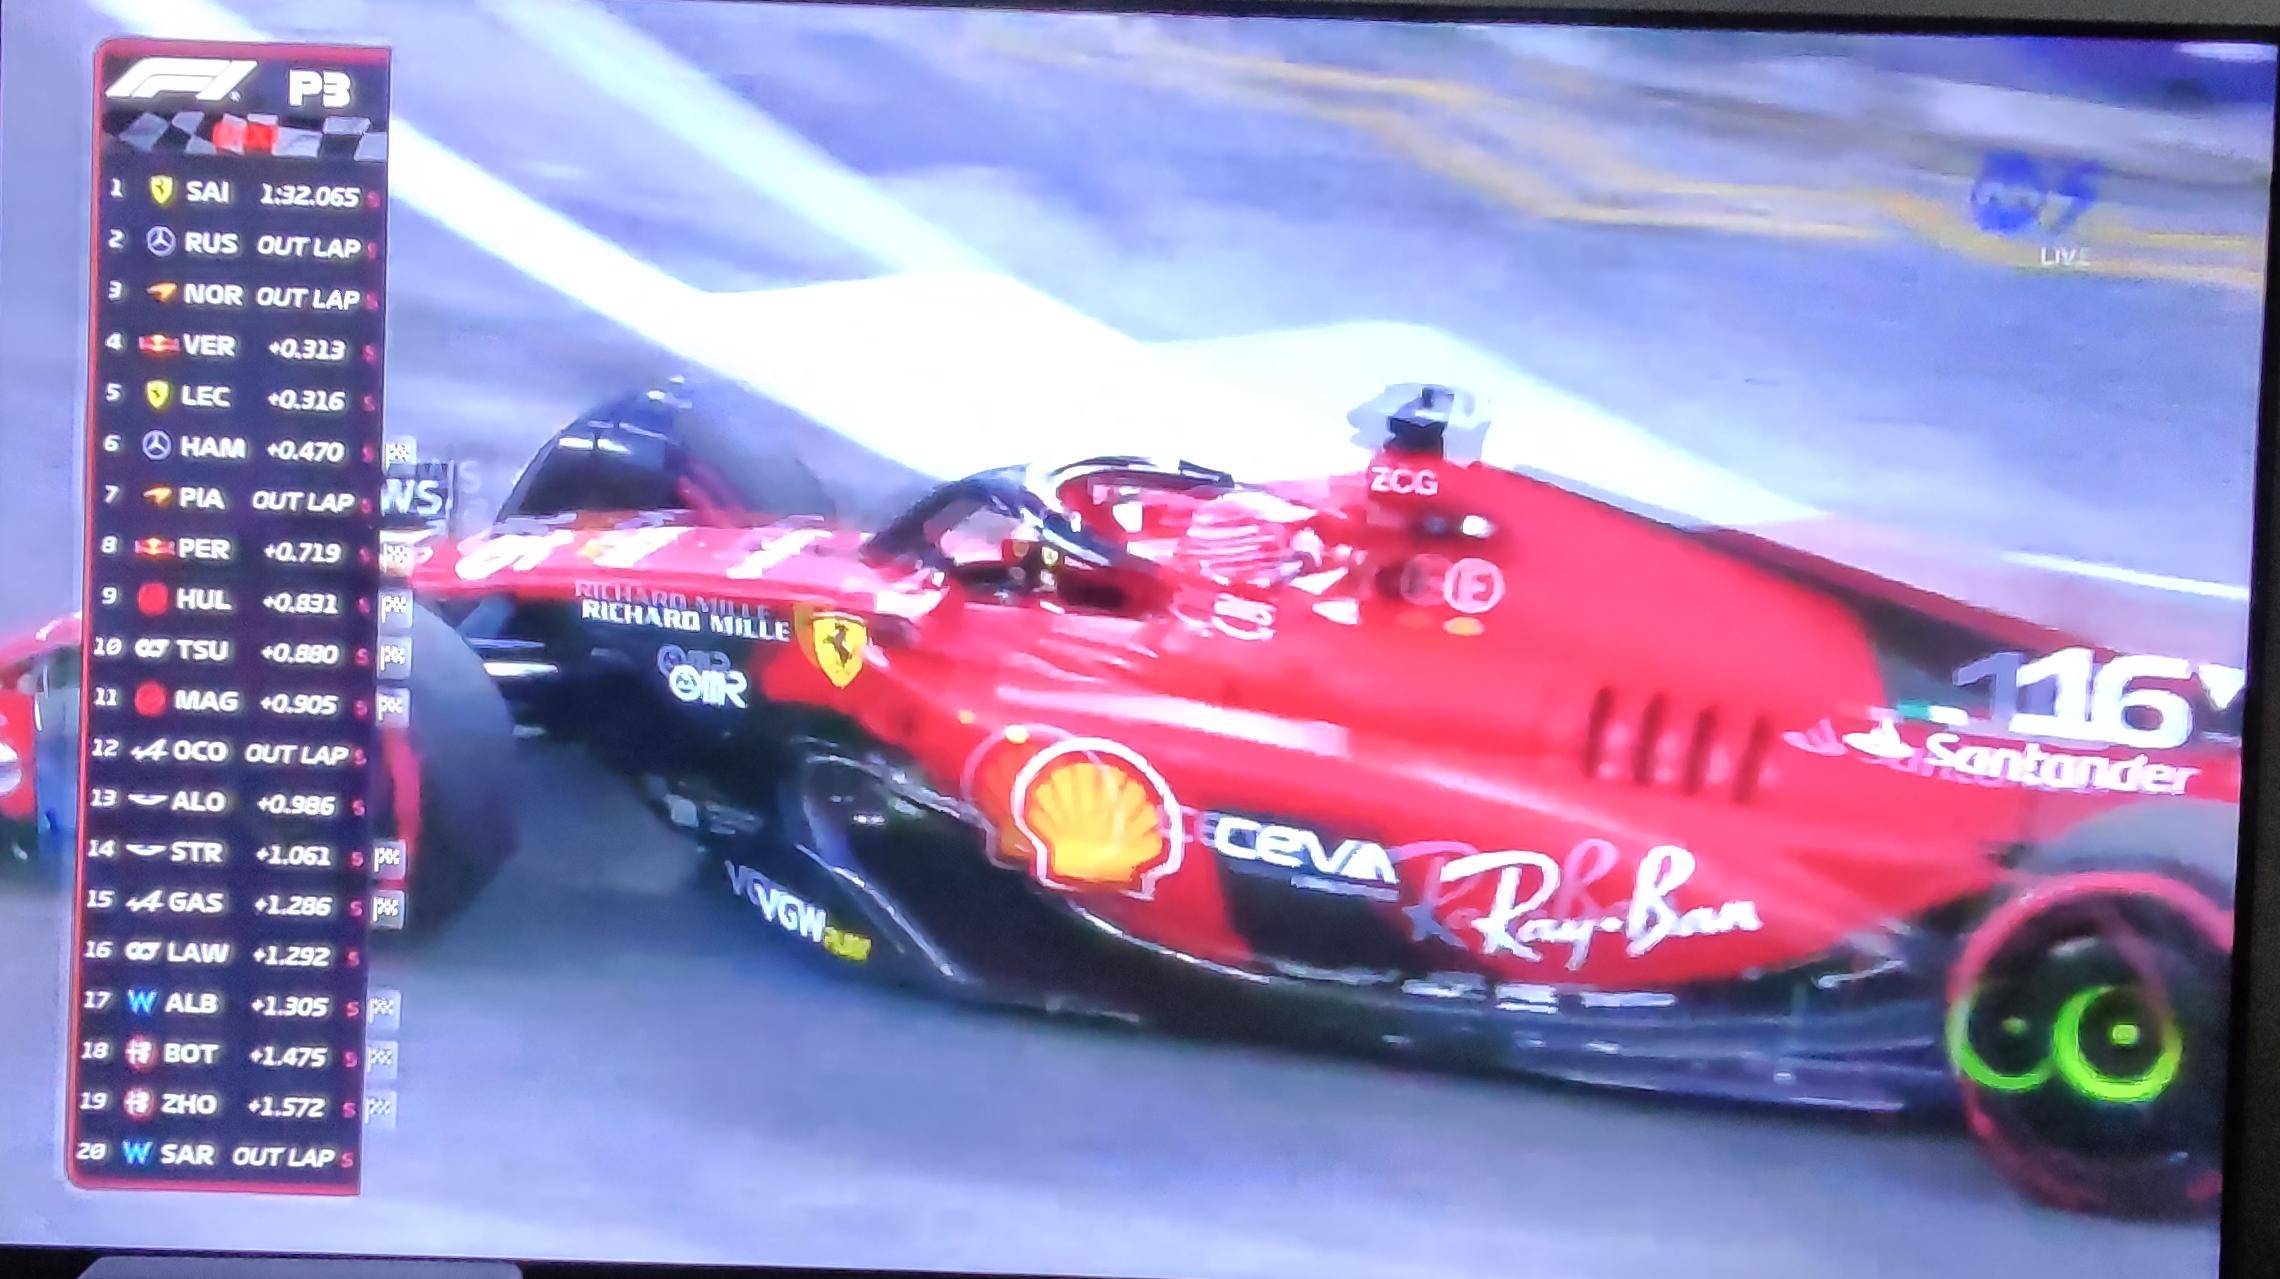 F1 P3
1 SAI 1:32.065 S
2 RUS OUT LAP S
3 NOR OUT LAP S
4 VER +0.313 S
5 LEC +0.316 S
6 HAM +0.470 S
7 PIA OUT LAP S
8 PER +0.719 S
9 HUL +0.831 S
10 TSU +0.880 S
11 MAG +0.905 S
12 OCO OUT LAP S
13 ALO +0.986 S
14 STR +1.061 S
15 GAS +1.286 S
16 LAW +1.292 S
17 ALB +1.305 S
18 BOT +1.475 S
19 ZHO +1.572 S
20 SAR OUT LAP S
LIVE
ZCG
E
RICHARD MILLE
OMR
16
Santander
CEVA
Ray-Ban
VGW